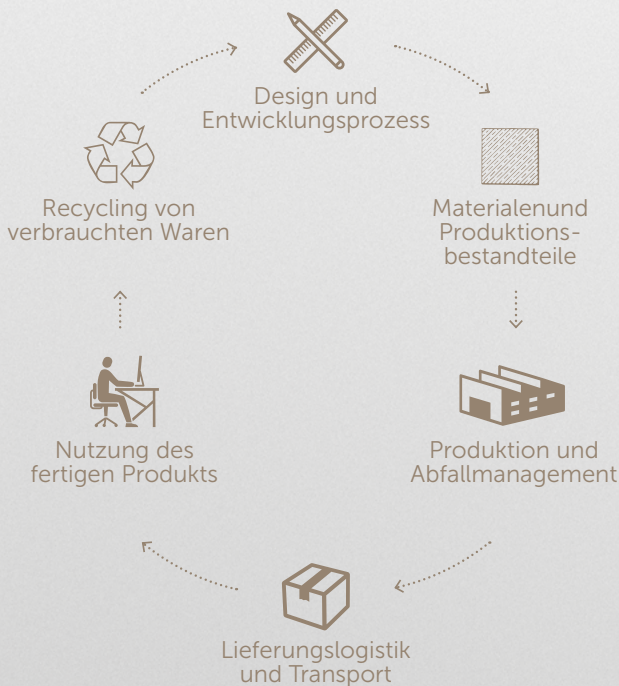 Design und
Entwicklungsprozess
Materialenund
Produktions-
bestandteile
Produktion und
Abfallmanagement
Lieferungslogistik
und Transport
Nutzung des
fertigen Produkts
Recycling von
verbrauchten Waren